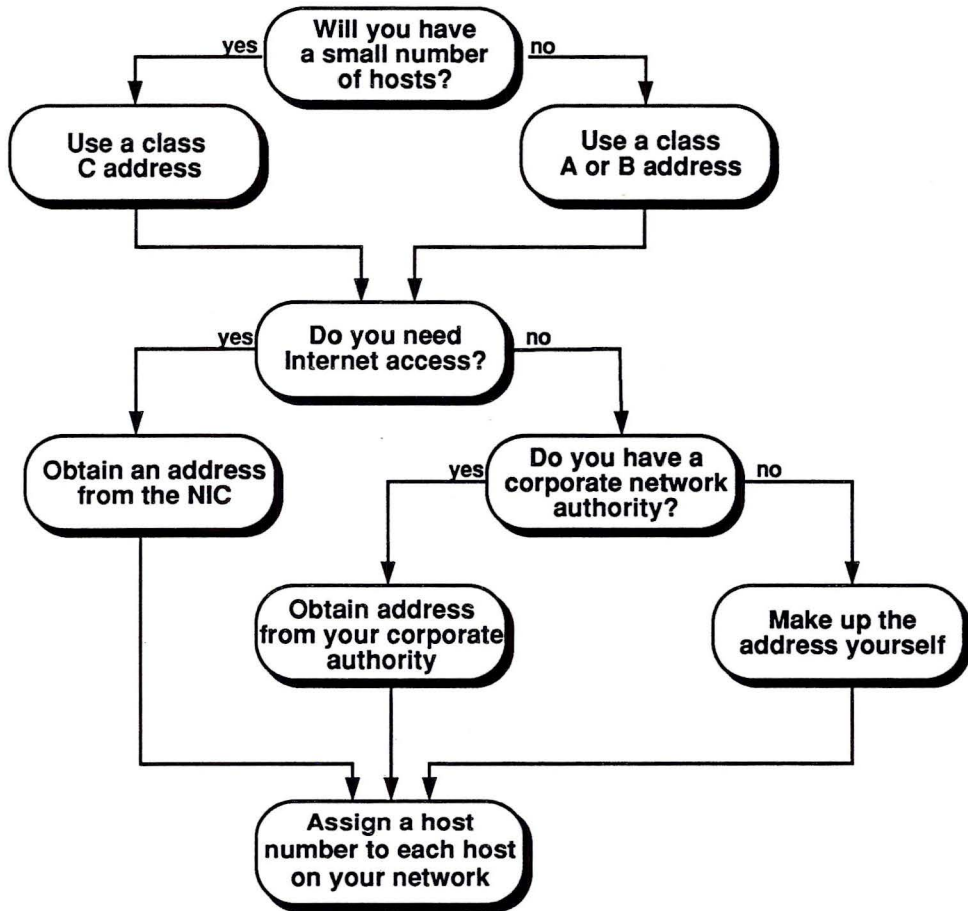 Will you have
a small number
of hosts?
yes
no
Use a class
C address
Use a class
A or B address
Do you need
Internet access?
yes
no
Obtain an address
from the NIC
Do you have a
corporate network
authority?
yes
no
Obtain address
from your corporate
authority
Make up the
address yourself
Assign a host
number to each host
on your network